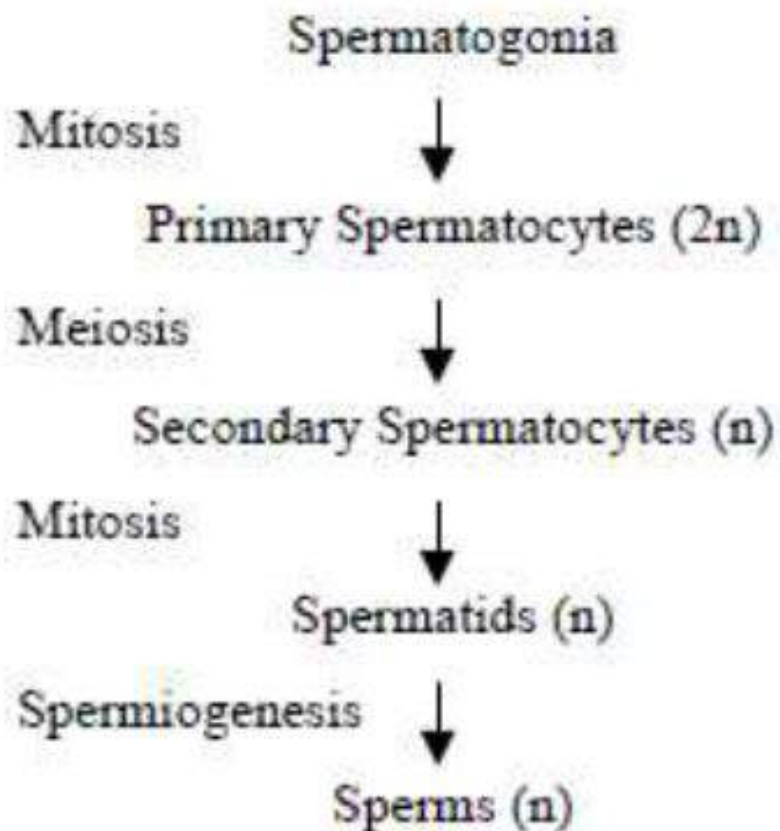 Spermatogonia
Mitosis
Primary Spermatocytes (2n)
Meiosis
Secondary Spermatocytes (n)
Mitosis
Spermatids (n)
Spermiogenesis
Sperms (n)